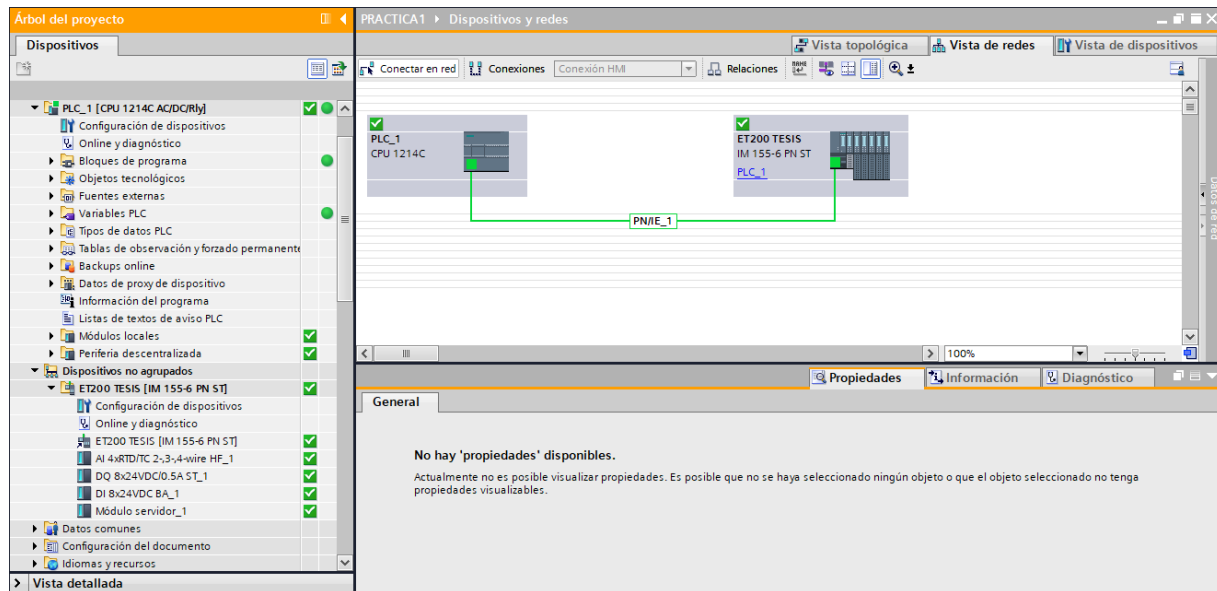 Árbol del proyecto
Dispositivos
PLC_1 [CPU 1214C AC/DC/Rly]
Configuración de dispositivos
Online y diagnóstico
Bloques de programa
Objetos tecnológicos
Fuentes externas
Variables PLC
Tipos de datos PLC
Tablas de observación y forzado permanente
Backups online
Datos de proxy de dispositivo
Información del programa
Listas de textos de aviso PLC
Módulos locales
Periferia descentralizada
Dispositivos no agrupados
ET200 TESIS [IM 155-6 PN ST]
Configuración de dispositivos
Online y diagnóstico
ET200 TESIS [IM 155-6 PN ST]
AI 4xRTD/TC 2-,3-,4-wire HF_1
DQ 8x24VDC/0.5A ST_1
DI 8x24VDC BA_1
Módulo servidor_1
Datos comunes
Configuración del documento
Idiomas y recursos
Vista detallada
PRACTICA1 Dispositivos y redes
Vista topológica Vista de redes Vista de dispositivos
Conectar en red Conexiones Conexión HMI Relaciones
PLC_1
CPU 1214C
ET200 TESIS
IM 155-6 PN ST
PLC_1
PN/IE_1
100%
Datos de red
Propiedades Información Diagnóstico
General
No hay 'propiedades' disponibles.
Actualmente no es posible visualizar propiedades. Es posible que no se haya seleccionado ningún objeto o que el objeto seleccionado no tenga
propiedades visualizables.